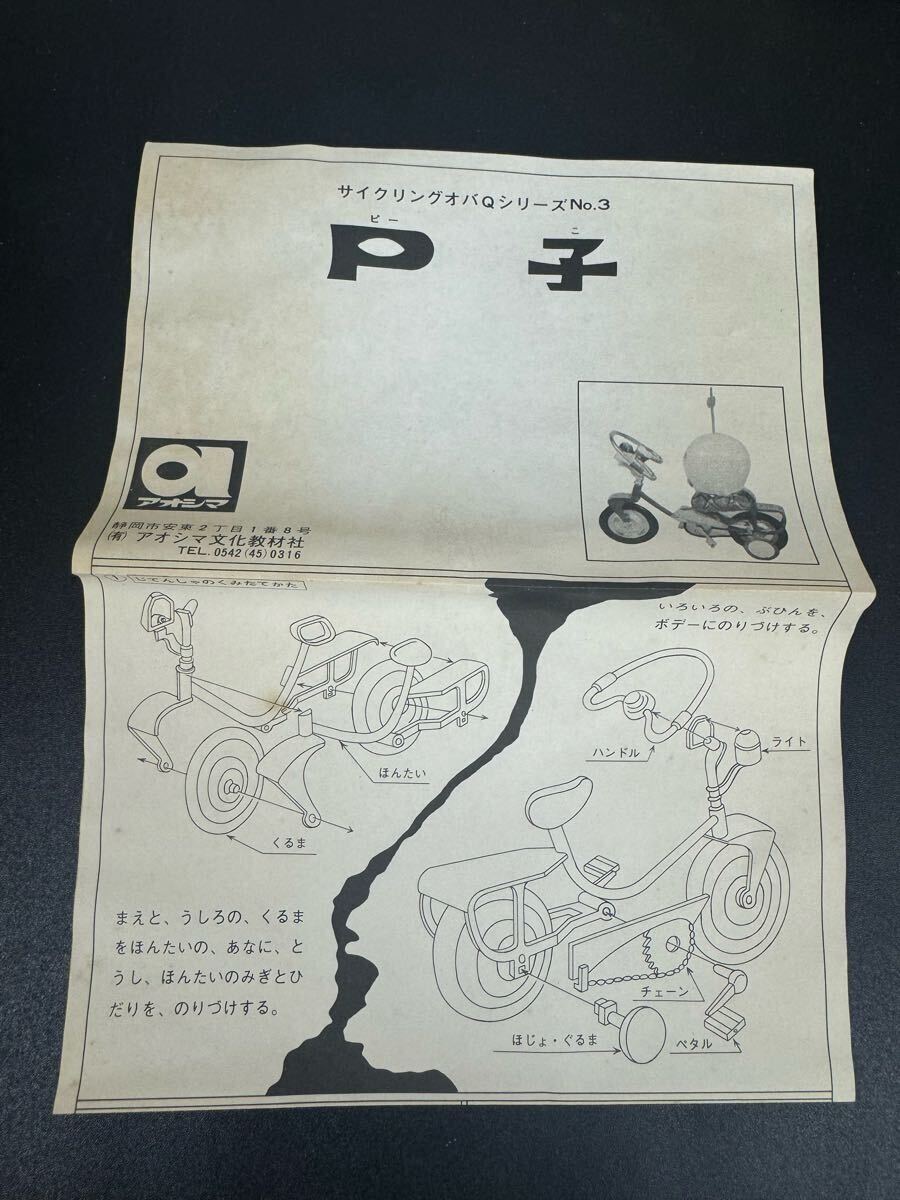 サイクリングオバQシリーズNo.3
ピー こ
P 子
アオシマ
静岡市安東2丁目1番8号
(有) アオシマ文化教材社
TEL. 0542 (45) 0316
① じてんしゃのくみたてかた
いろいろの、ぶひんを、
ボデーにのりづけする。
ハンドル
ライト
ほんたい
くるま
まえと、うしろの、くるま
をほんたいの、あなに、と
うし、ほんたいのみぎとひ
だりを、のりづけする。
チェーン
ほじょ・ぐるま
ペタル